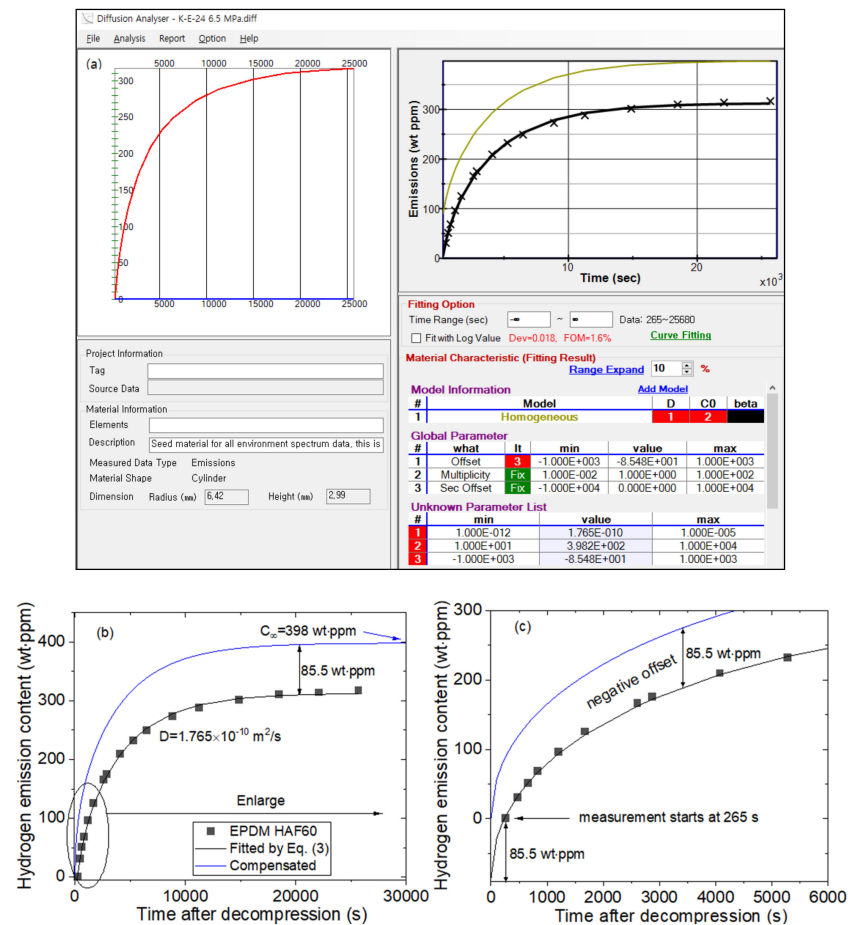 Diffusion Analyser - K-E-24 6.5 MPa.diff
File Analysis Report Option Help
(a)
5000 10000 15000 20000 25000
300
250
200
150
100
50
0
5000 10000 15000 20000 25000
Emissions (wt ppm)
300
200
100
0
10 20
Time (sec)
x10³
Fitting Option
Time Range (sec) -∞ ~ ∞ Data: 265~25680
Fit with Log Value Dev=0.018, FOM=1.6% Curve Fitting
Material Characteristic (Fitting Result)
Range Expand 10 %
Model Information Add Model
# Model D C0 beta
1 Homogeneous 1 2
Global Parameter
# what It min value max
1 Offset 3 -1.000E+003 -8.548E+001 1.000E+003
2 Multiplicity Fix 1.000E-002 1.000E+000 1.000E+002
3 Sec Offset Fix -1.000E+004 0.000E+000 1.000E+004
Unknown Parameter List
# min value max
1 1.000E-012 1.765E-010 1.000E-005
2 1.000E+001 3.982E+002 1.000E+004
3 -1.000E+003 -8.548E+001 1.000E+003
Project Information
Tag
Source Data
Material Information
Elements
Description Seed material for all environment spectrum data, this is
Measured Data Type Emissions
Material Shape Cylinder
Dimension Radius (mm) 6,42 Height (mm) 2,99
Hydrogen emission content (wt·ppm)
400
300
200
100
0
(b)
C∞=398 wt·ppm
85.5 wt·ppm
D=1.765×10⁻¹⁰ m²/s
Enlarge
EPDM HAF60
Fitted by Eq. (3)
Compensated
0 10000 20000 30000
Time after decompression (s)
Hydrogen emission content (wt·ppm)
300
200
100
0
(c)
85.5 wt·ppm
negative offset
measurement starts at 265 s
85.5 wt·ppm
0 1000 2000 3000 4000 5000 6000
Time after decompression (s)